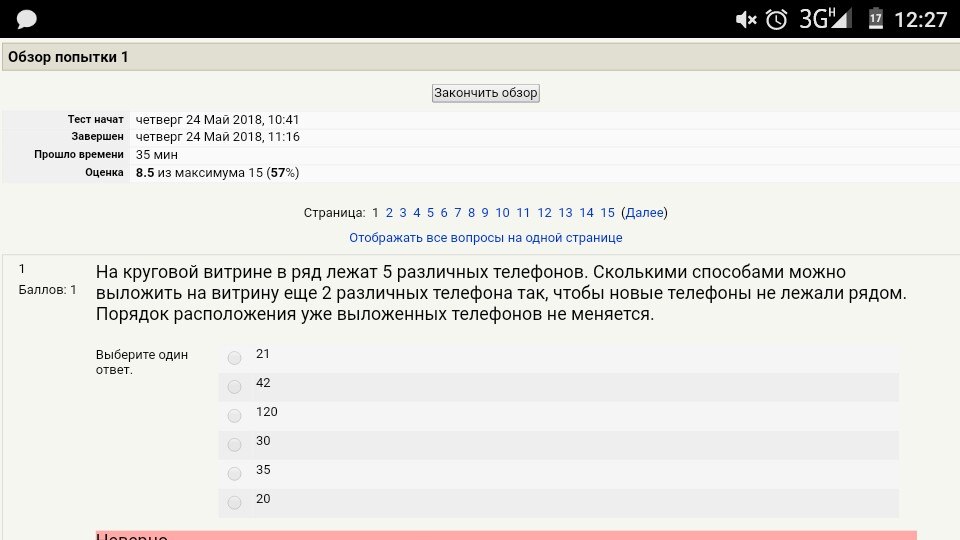 3G H 17 12:27
Обзор попытки 1
Закончить обзор
Тест начат четверг 24 Май 2018, 10:41
Завершен четверг 24 Май 2018, 11:16
Прошло времени 35 мин
Оценка 8.5 из максимума 15 (57%)
Страница: 1 2 3 4 5 6 7 8 9 10 11 12 13 14 15 (Далее)
Отображать все вопросы на одной странице
1
Баллов: 1
На круговой витрине в ряд лежат 5 различных телефонов. Сколькими способами можно
выложить на витрину еще 2 различных телефона так, чтобы новые телефоны не лежали рядом.
Порядок расположения уже выложенных телефонов не меняется.
Выберите один
ответ.
21
42
120
30
35
20
Неверно